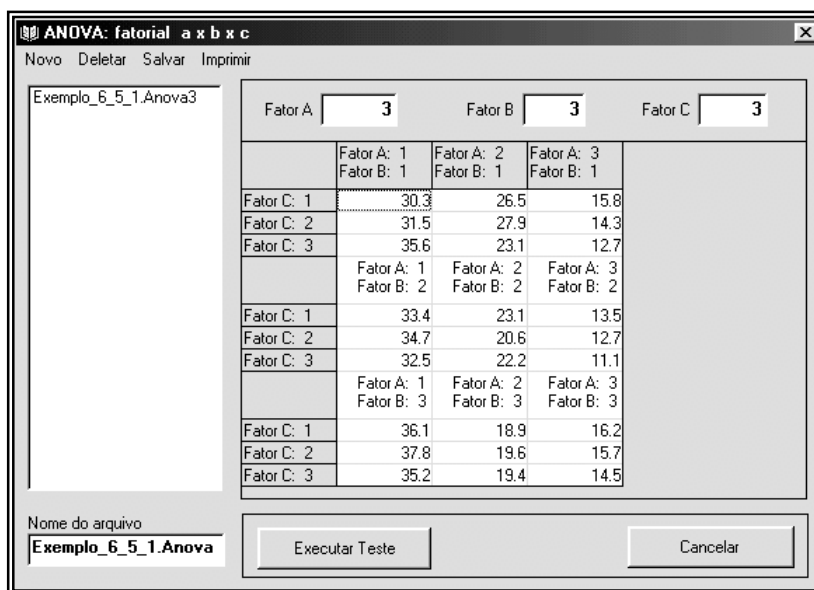 ANOVA: fatorial a x b x c
Novo Deletar Salvar Imprimir
Exemplo_6_5_1.Anova3
Fator A 3 Fator B 3 Fator C 3
Fator A: 1 Fator A: 2 Fator A: 3
Fator B: 1 Fator B: 1 Fator B: 1
Fator C: 1 30.3 26.5 15.8
Fator C: 2 31.5 27.9 14.3
Fator C: 3 35.6 23.1 12.7
Fator A: 1 Fator A: 2 Fator A: 3
Fator B: 2 Fator B: 2 Fator B: 2
Fator C: 1 33.4 23.1 13.5
Fator C: 2 34.7 20.6 12.7
Fator C: 3 32.5 22.2 11.1
Fator A: 1 Fator A: 2 Fator A: 3
Fator B: 3 Fator B: 3 Fator B: 3
Fator C: 1 36.1 18.9 16.2
Fator C: 2 37.8 19.6 15.7
Fator C: 3 35.2 19.4 14.5
Nome do arquivo
Exemplo_6_5_1.Anova
Executar Teste Cancelar